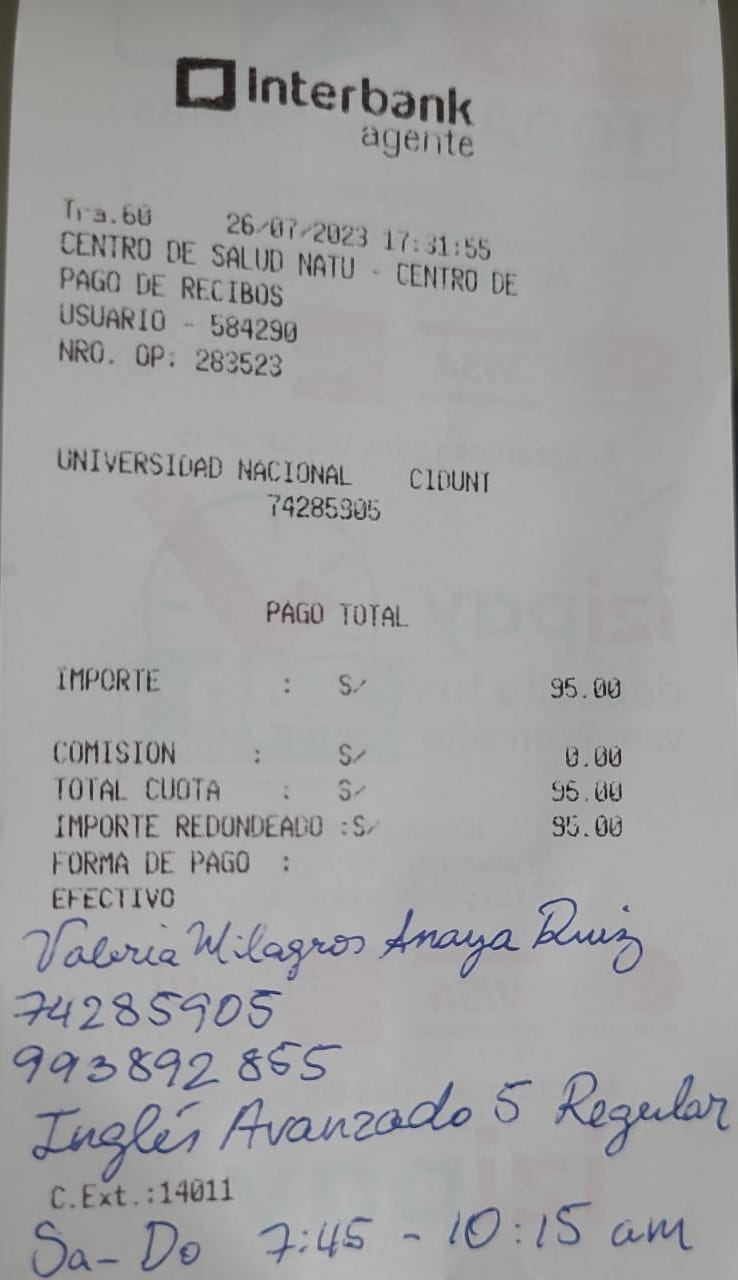 Interbank
agente
Tra.60 26/07/2023 17:31:55
CENTRO DE SALUD NATU - CENTRO DE
PAGO DE RECIBOS
USUARIO - 584290
NRO. OP: 283523
UNIVERSIDAD NACIONAL CIDUNT
74285905
PAGO TOTAL
IMPORTE : S/ 95.00
COMISION : S/ 0.00
TOTAL CUOTA : S/ 95.00
IMPORTE REDONDEADO :S/ 95.00
FORMA DE PAGO :
EFECTIVO
Valeria Milagros Anaya Ruiz
74285905
993892855
Inglés Avanzado 5 Regular
C.Ext.:14011
Sa-Do 7:45 - 10:15 am